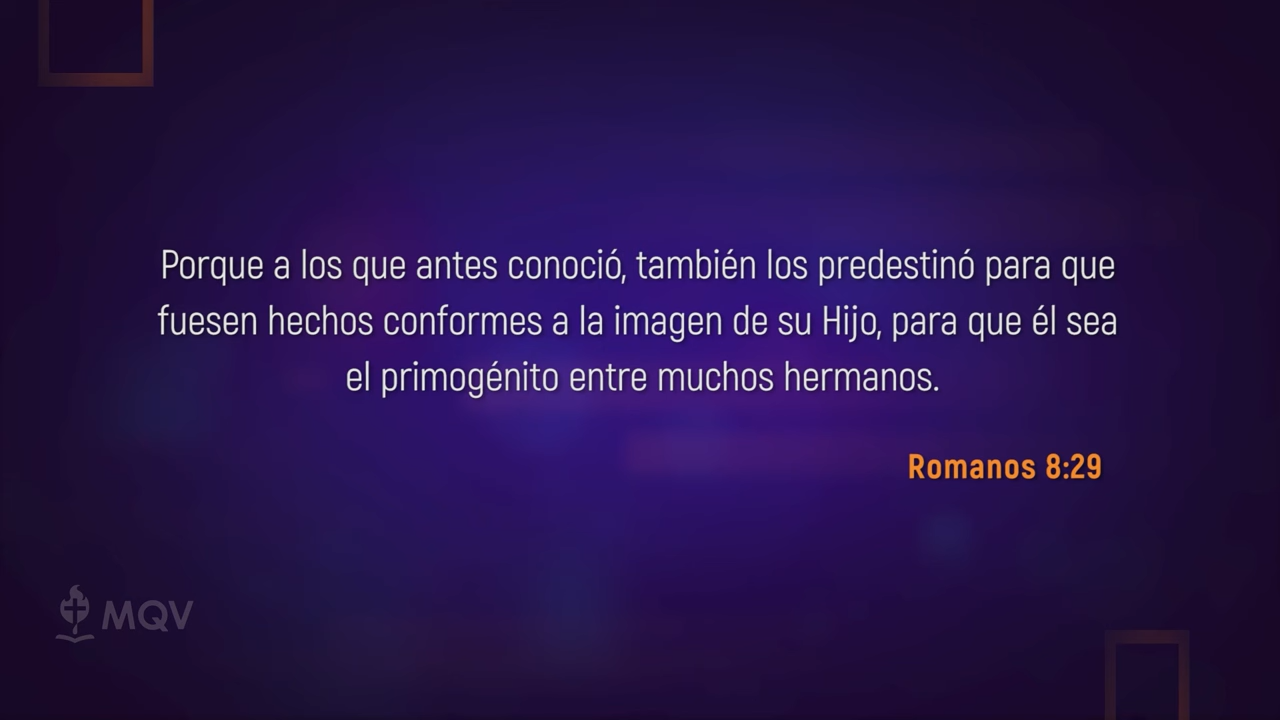 Porque a los que antes conoció, también los predestinó para que
fuesen hechos conformes a la imagen de su Hijo, para que él sea
el primogénito entre muchos hermanos.
Romanos 8:29
MQV